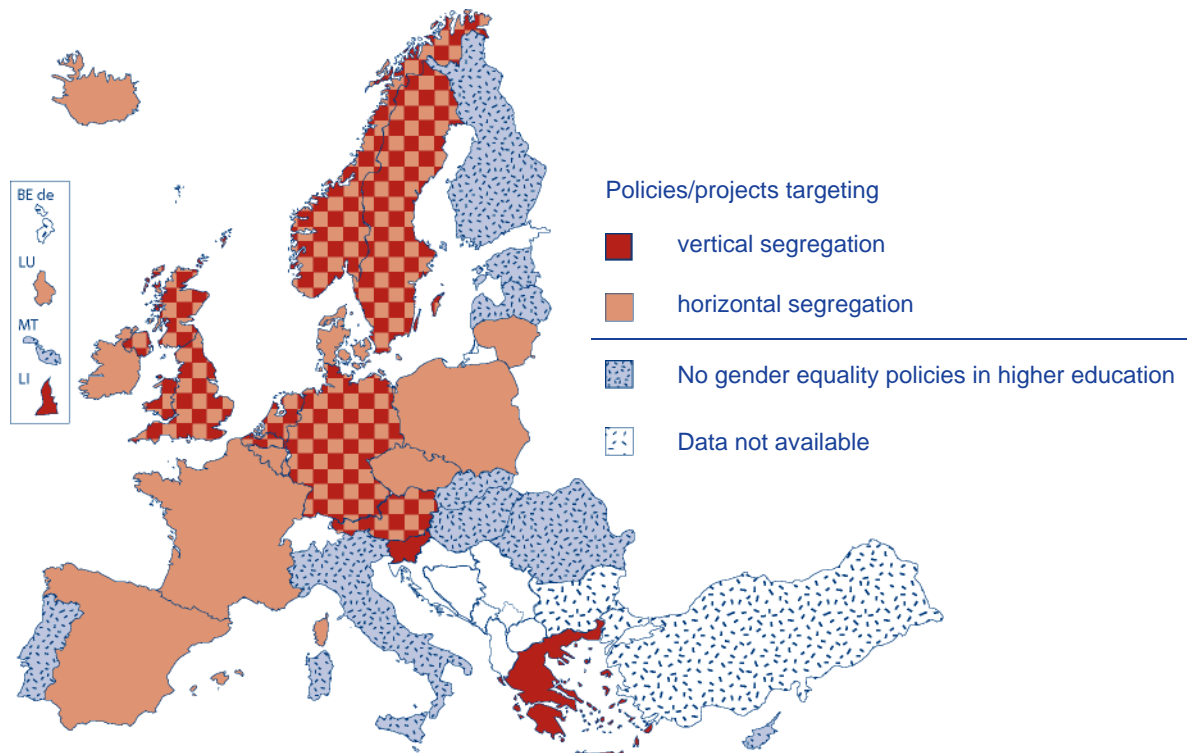 BE de
LU
MT
LI
Policies/projects targeting
vertical segregation
horizontal segregation
No gender equality policies in higher education
Data not available